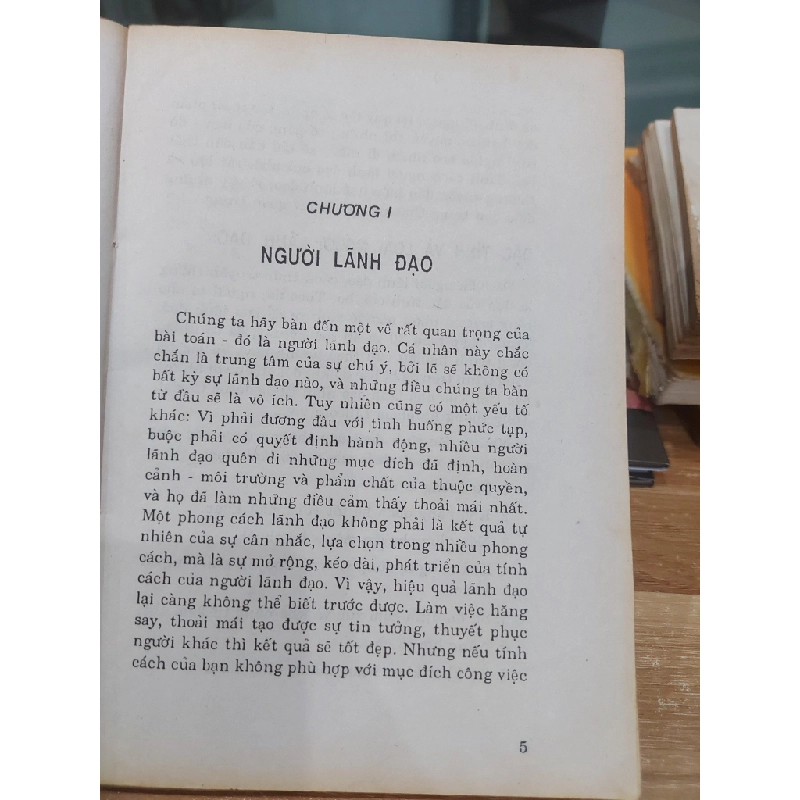 CHƯƠNG I
NGƯỜI LÃNH ĐẠO
Chúng ta hãy bàn đến một vế rất quan trọng của
bài toán - đó là người lãnh đạo. Cá nhân này chắc
chắn là trung tâm của sự chú ý, bởi lẽ sẽ không có
bất kỳ sự lãnh đạo nào, và những điều chúng ta bàn
từ đầu sẽ là vô ích. Tuy nhiên cũng có một yếu tố
khác: Vì phải đương đầu với tình huống phức tạp,
buộc phải có quyết định hành động, nhiều người
lãnh đạo quên đi những mục đích đã định, hoàn
cảnh - môi trường và phẩm chất của thuộc quyền,
và họ đã làm những điều cảm thấy thoải mái nhất.
Một phong cách lãnh đạo không phải là kết quả tự
nhiên của sự cân nhắc, lựa chọn trong nhiều phong
cách, mà là sự mở rộng, kéo dài, phát triển của tính
cách của người lãnh đạo. Vì vậy, hiệu quả lãnh đạo
lại càng không thể biết trước được. Làm việc hăng
say, thoải mái tạo được sự tin tưởng, thuyết phục
người khác thì kết quả sẽ tốt đẹp. Nhưng nếu tính
cách của bạn không phù hợp với mục đích công việc
5